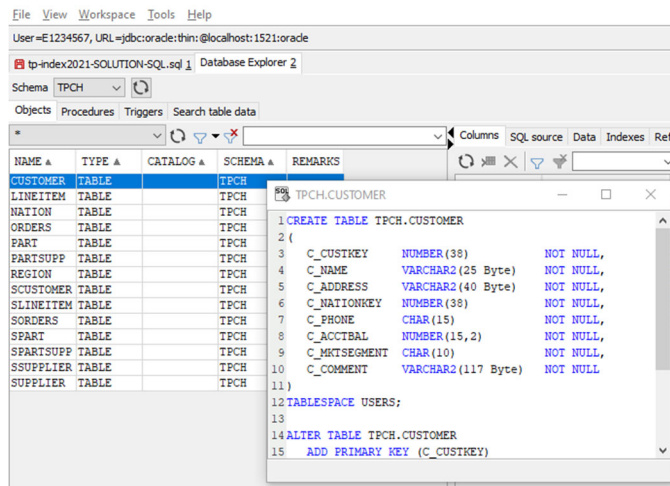 File View Workspace Tools Help
User=E1234567, URL=jdbc:oracle:thin:@localhost:1521:oracle
tp-index2021-SOLUTION-SQL.sql 1 Database Explorer 2
Schema TPCH
Objects Procedures Triggers Search table data
*
Columns SQL source Data Indexes Ref
NAME TYPE CATALOG SCHEMA REMARKS
CUSTOMER TABLE TPCH
LINEITEM TABLE TPCH
NATION TABLE TPCH
ORDERS TABLE TPCH
PART TABLE TPCH
PARTSUPP TABLE TPCH
REGION TABLE TPCH
SCUSTOMER TABLE TPCH
SLINEITEM TABLE TPCH
SORDERS TABLE TPCH
SPART TABLE TPCH
SPARTSUPP TABLE TPCH
SSUPPLIER TABLE TPCH
SUPPLIER TABLE TPCH
SQL TPCH.CUSTOMER
1 CREATE TABLE TPCH.CUSTOMER
2 (
3 C_CUSTKEY NUMBER(38) NOT NULL,
4 C_NAME VARCHAR2(25 Byte) NOT NULL,
5 C_ADDRESS VARCHAR2(40 Byte) NOT NULL,
6 C_NATIONKEY NUMBER(38) NOT NULL,
7 C_PHONE CHAR(15) NOT NULL,
8 C_ACCTBAL NUMBER(15,2) NOT NULL,
9 C_MKTSEGMENT CHAR(10) NOT NULL,
10 C_COMMENT VARCHAR2(117 Byte) NOT NULL
11 )
12 TABLESPACE USERS;
13
14 ALTER TABLE TPCH.CUSTOMER
15 ADD PRIMARY KEY (C_CUSTKEY)